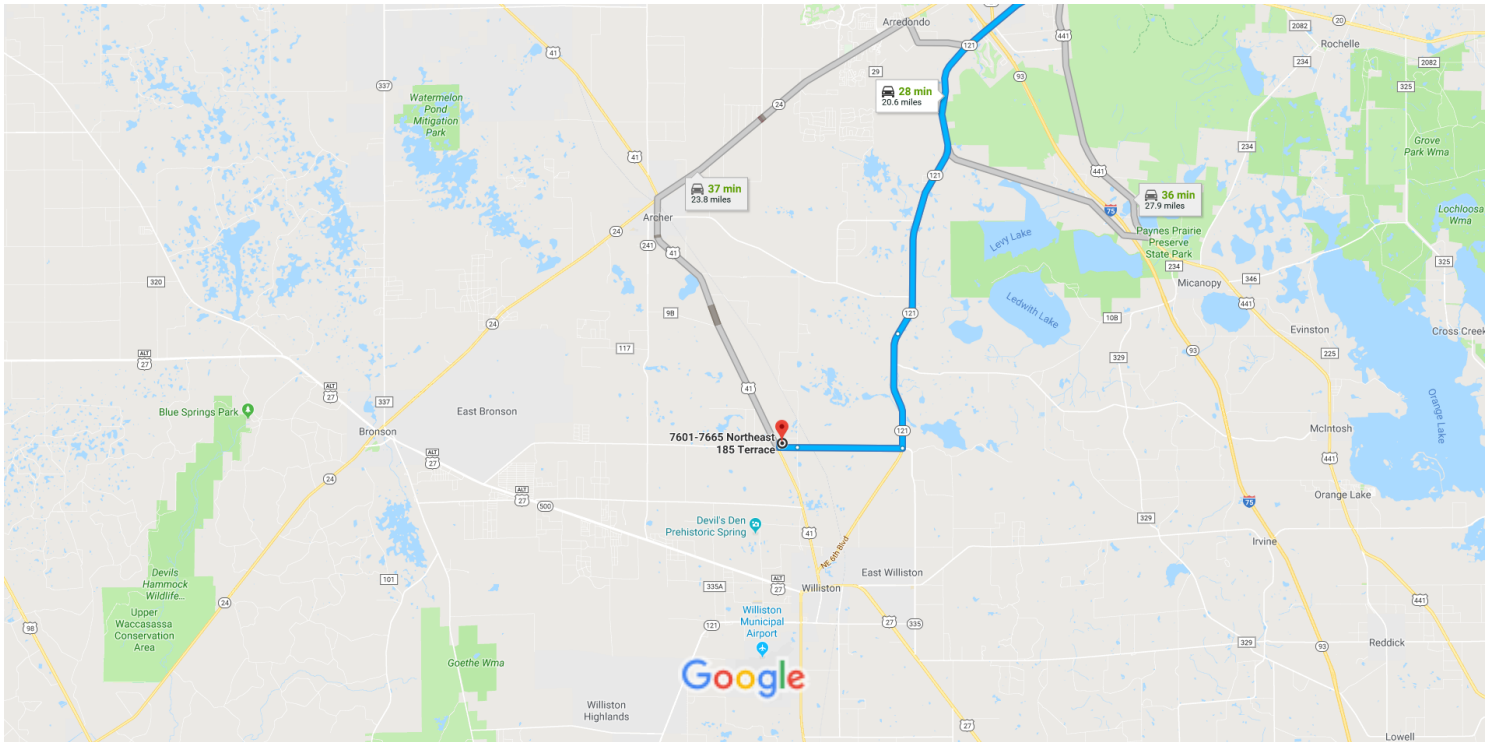 441
41
Arredondo
20
2082
121
Rochelle
234
2082
29
93
337
28 min
20.6 miles
325
Watermelon
Pond
Mitigation
Park
24
Grove
Park Wma
234
41
441
121
37 min
23.8 miles
36 min
27.9 miles
75
Lochloosa
Wma
Archer
24
Levy Lake
Paynes Prairie
Preserve
State Park
241
41
234
325
320
Micanopy
346
Ledwith Lake
441
9B
121
10B
24
Evinston
Cross Creek
117
93
225
ALT
27
329
41
ALT
27
337
Orange Lake
Blue Springs Park
East Bronson
Bronson
121
McIntosh
7601-7665 Northeast
185 Terrace
ALT
27
441
24
ALT
27
500
Orange Lake
75
Devil's Den
Prehistoric Spring
329
41
NE 6th Blvd
Irvine
Devils
Hammock
Wildlife...
101
335A
ALT
27
East Williston
Williston
24
441
Upper
Waccasassa
Conservation
Area
Williston
Municipal
Airport
121
27
335
98
329
93
Reddick
Goethe Wma
Google
Williston
Highlands
27
Lowell